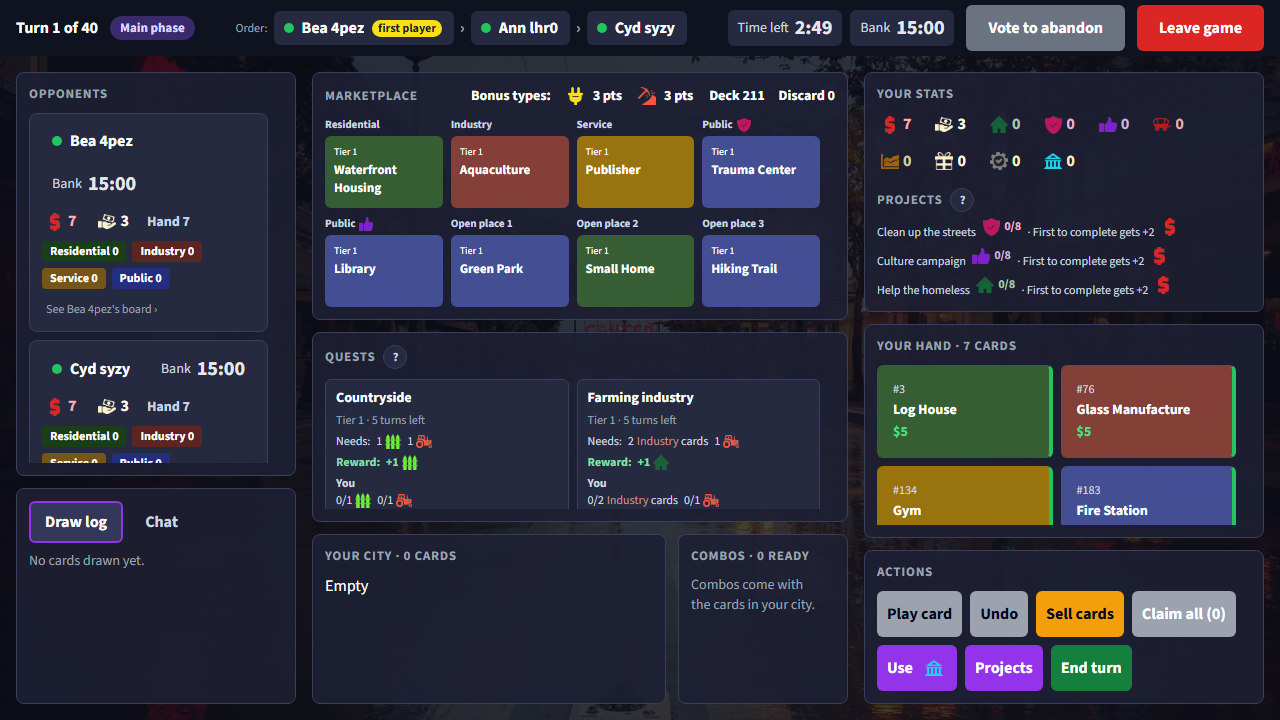 Turn 1 of 40 Main phase Order: Bea 4pez first player › Ann lhr0 › Cyd syzy Time left 2:49 Bank 15:00 Vote to abandon Leave game
OPPONENTS
Bea 4pez
Bank 15:00
7 3 Hand 7
Residential 0 Industry 0
Service 0 Public 0
See Bea 4pez's board ›
Cyd syzy Bank 15:00
7 3 Hand 7
Residential 0 Industry 0
Service 0 Public 0
Draw log Chat
No cards drawn yet.
MARKETPLACE Bonus types: 3 pts 3 pts Deck 211 Discard 0
Residential Industry Service Public
Tier 1 Tier 1 Tier 1 Tier 1
Waterfront Housing Aquaculture Publisher Trauma Center
Public Open place 1 Open place 2 Open place 3
Tier 1 Tier 1 Tier 1 Tier 1
Library Green Park Small Home Hiking Trail
QUESTS ?
Countryside
Tier 1 · 5 turns left
Needs: 1 1
Reward: +1
You
0/1 0/1
Farming industry
Tier 1 · 5 turns left
Needs: 2 Industry cards 1
Reward: +1
You
0/2 Industry cards 0/1
YOUR CITY · 0 CARDS
Empty
COMBOS · 0 READY
Combos come with
the cards in your city.
YOUR STATS
7 3 0 0 0 0
0 0 0 0
PROJECTS ?
Clean up the streets 0/8 · First to complete gets +2
Culture campaign 0/8 · First to complete gets +2
Help the homeless 0/8 · First to complete gets +2
YOUR HAND · 7 CARDS
#3
Log House
$5
#76
Glass Manufacture
$5
#134
Gym
#183
Fire Station
ACTIONS
Play card Undo Sell cards Claim all (0)
Use Projects End turn